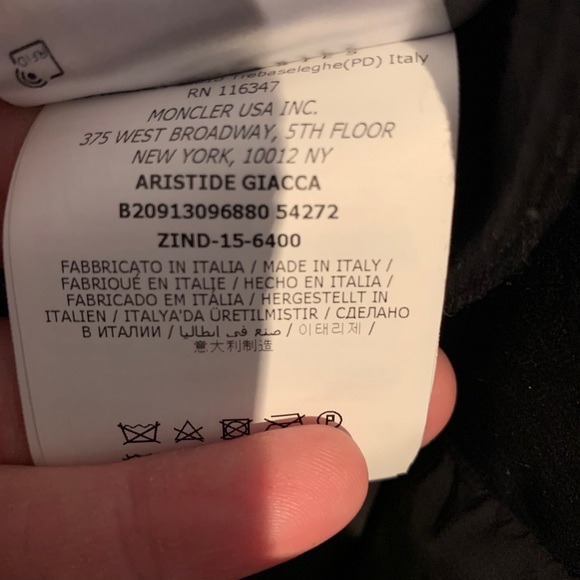 RFID
Trebaseleghe(PD) Italy
RN 116347
MONCLER USA INC.
375 WEST BROADWAY, 5TH FLOOR
NEW YORK, 10012 NY
ARISTIDE GIACCA
B20913096880 54272
ZIND-15-6400
FABBRICATO IN ITALIA / MADE IN ITALY /
FABRIQUÉ EN ITALIE / HECHO EN ITALIA /
FABRICADO EM ITÁLIA / HERGESTELLT IN
ITALIEN / ITALYA'DA ÜRETILMISTIR / СДЕЛАНО
В ИТАЛИИ / صنع في ايطاليا / 이태리제 /
意大利制造
P